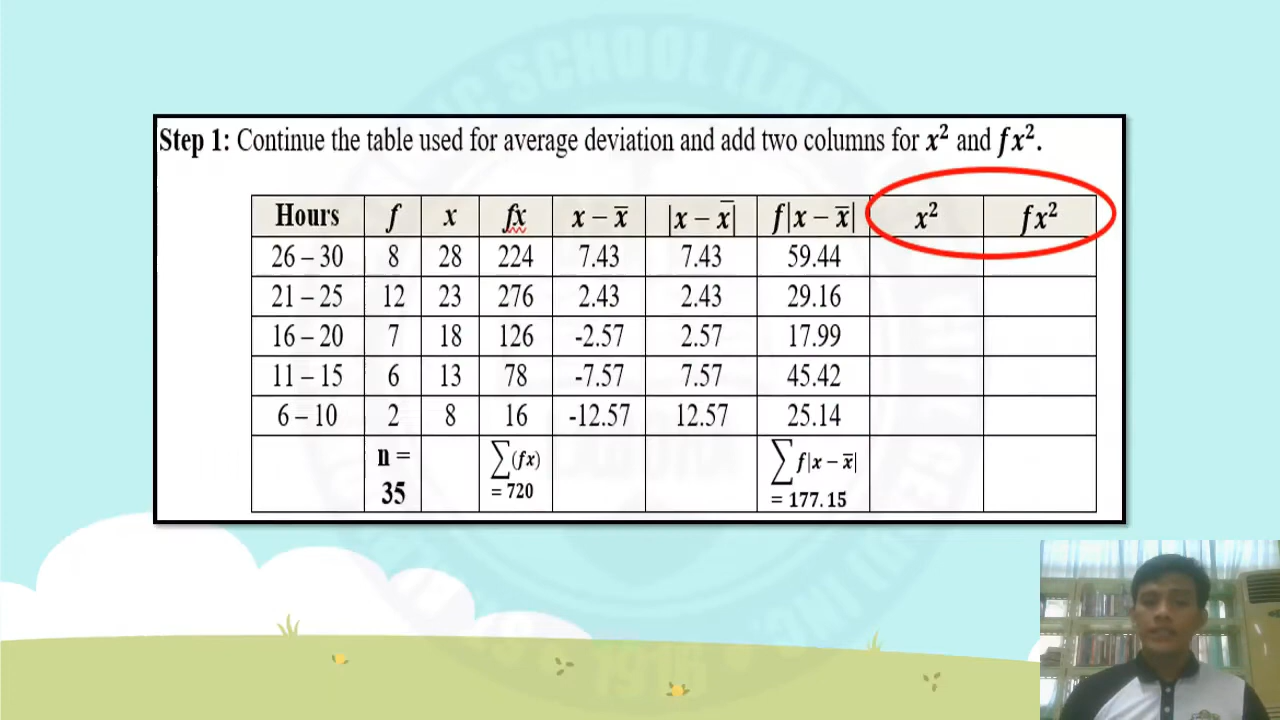 Step 1: Continue the table used for average deviation and add two columns for x² and fx².
Hours f x fx x − x̄ |x − x̄| f|x − x̄| x² fx²
26 – 30 8 28 224 7.43 7.43 59.44
21 – 25 12 23 276 2.43 2.43 29.16
16 – 20 7 18 126 -2.57 2.57 17.99
11 – 15 6 13 78 -7.57 7.57 45.42
6 – 10 2 8 16 -12.57 12.57 25.14
n = 35 ∑(fx) = 720 ∑f|x − x̄| = 177.15
1916